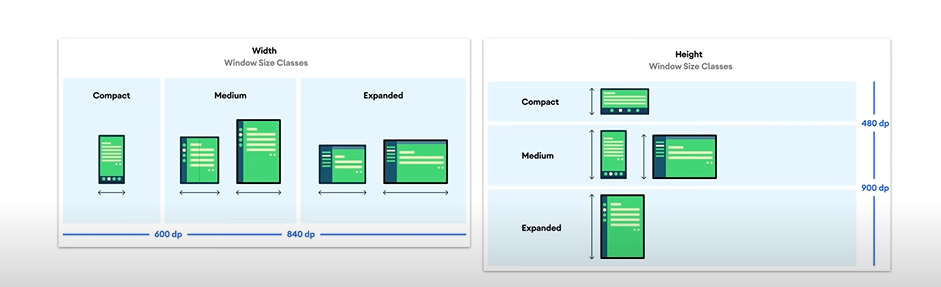 Width
Window Size Classes
Compact
Medium
Expanded
600 dp
840 dp
Height
Window Size Classes
Compact
480 dp
Medium
900 dp
Expanded